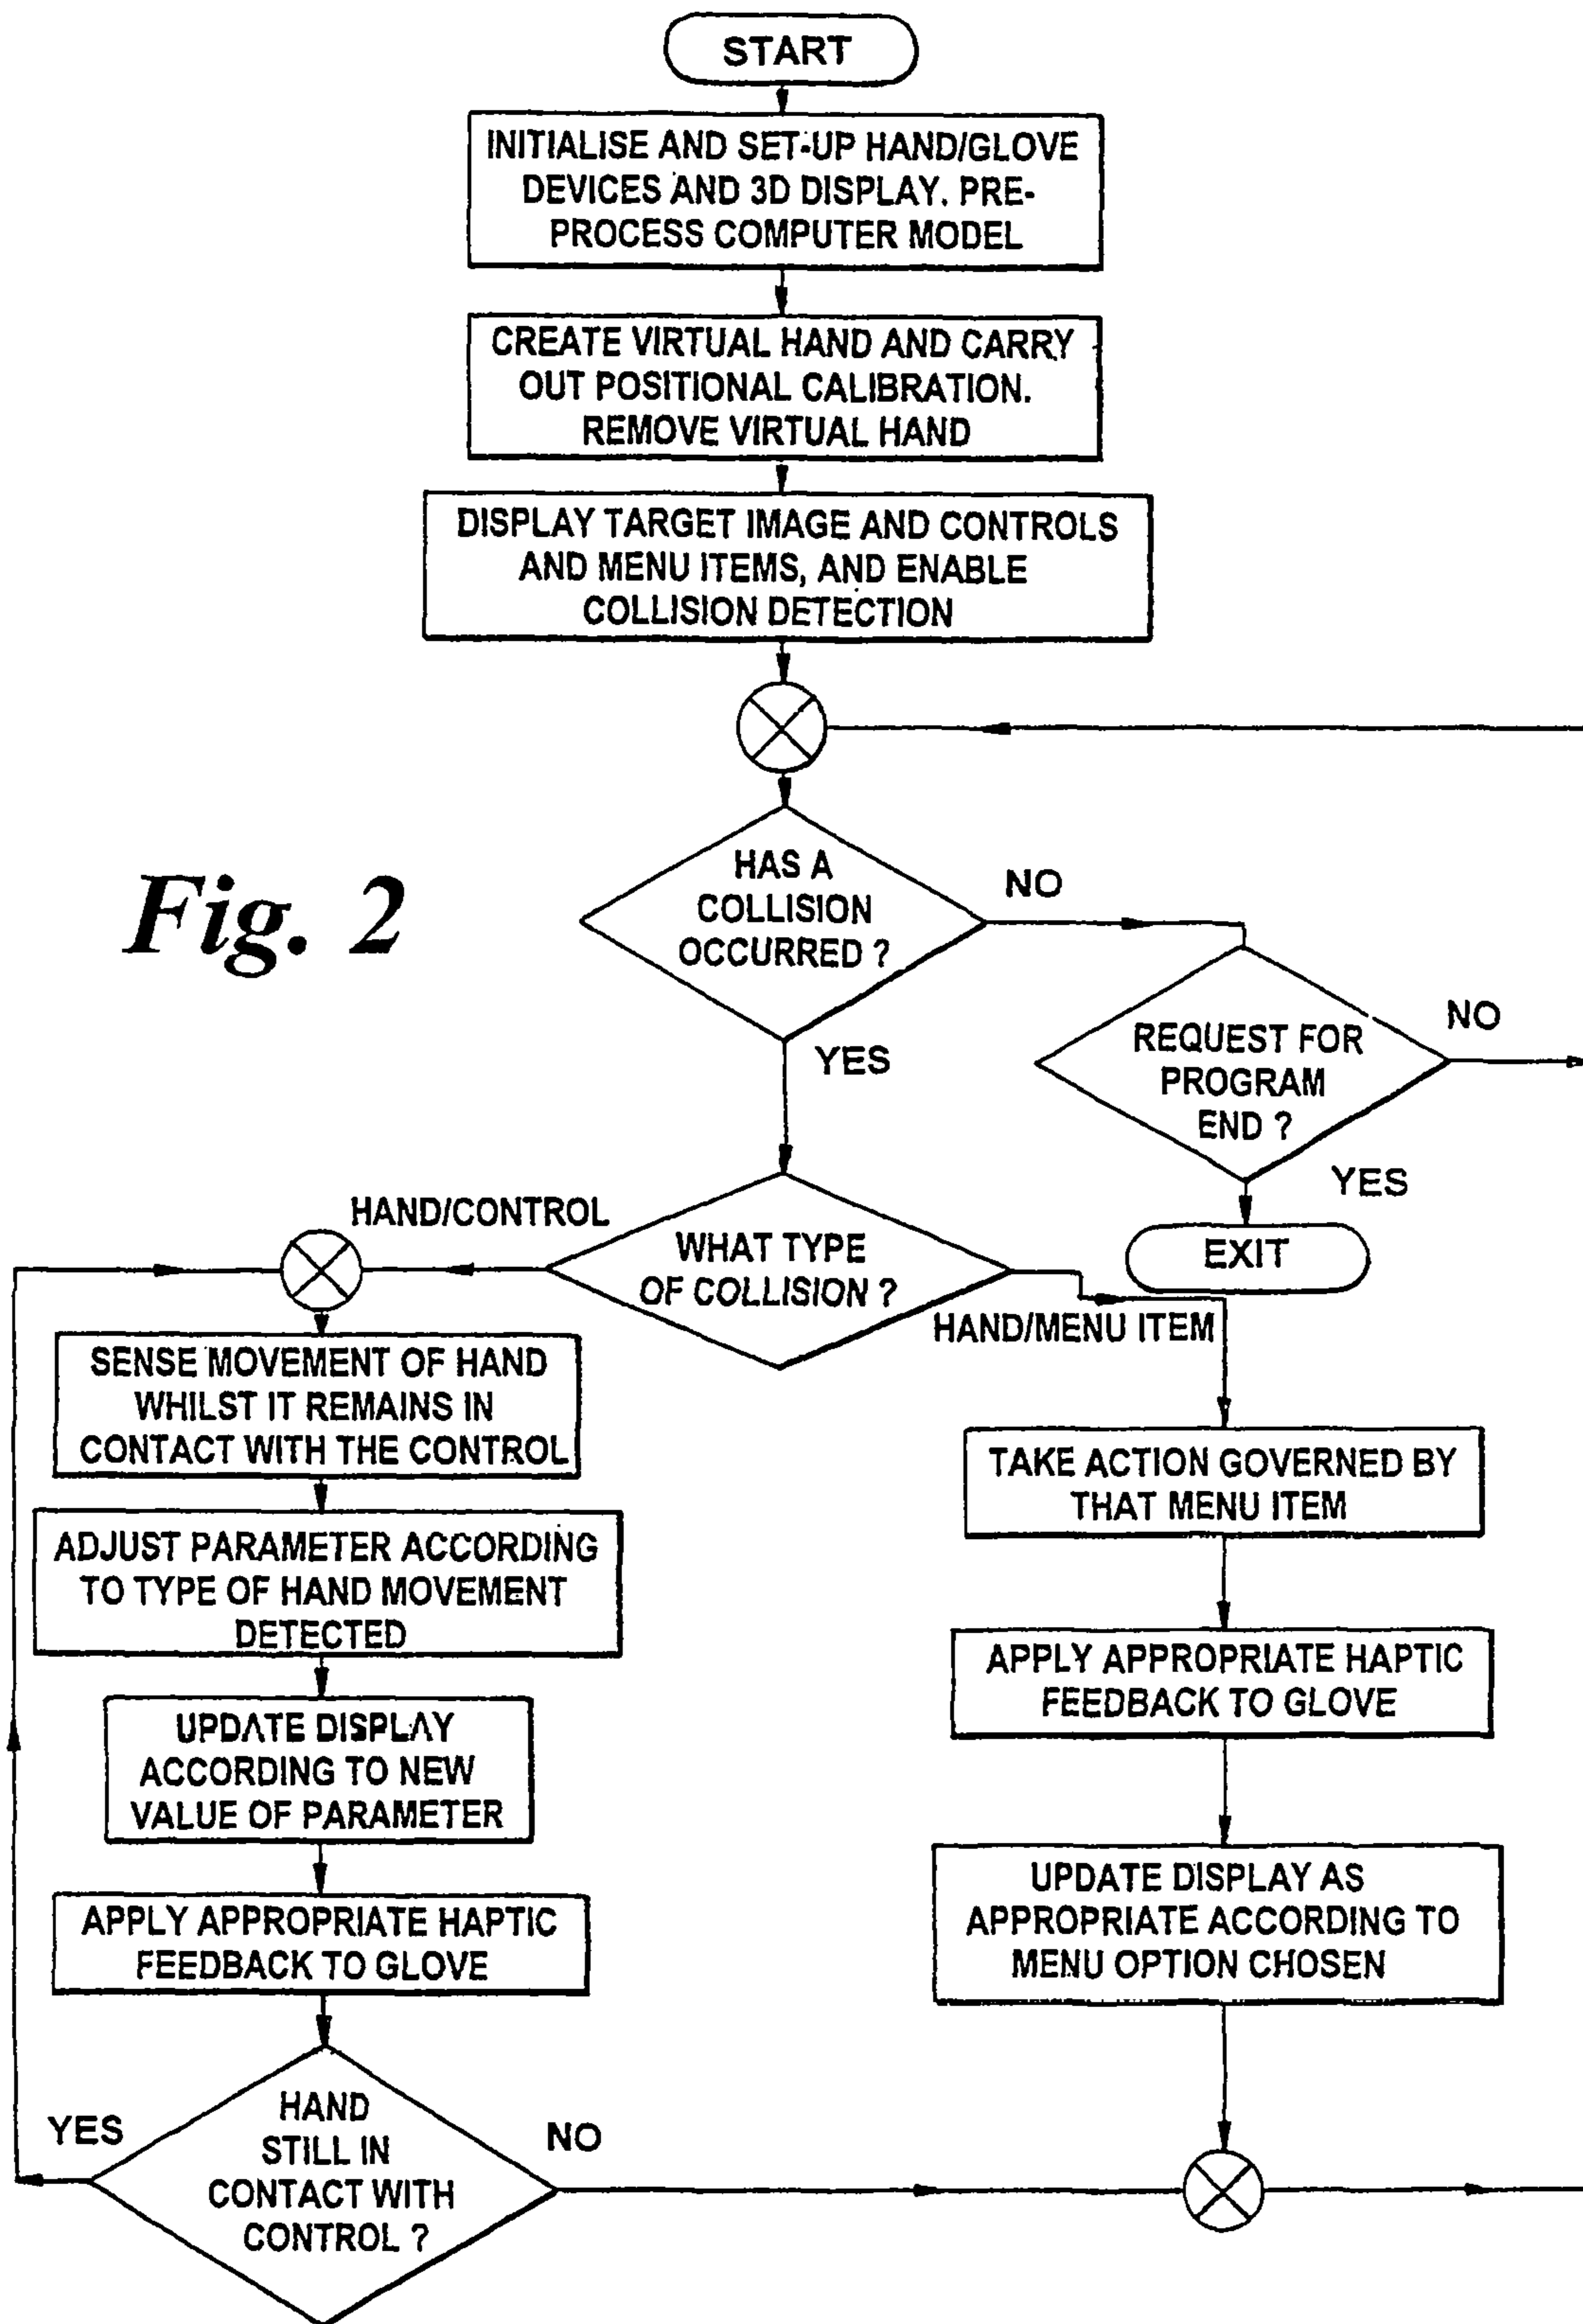 START
INITIALISE AND SET-UP HAND/GLOVE
DEVICES AND 3D DISPLAY. PRE-
PROCESS COMPUTER MODEL
CREATE VIRTUAL HAND AND CARRY
OUT POSITIONAL CALIBRATION.
REMOVE VIRTUAL HAND
DISPLAY TARGET IMAGE AND CONTROLS
AND MENU ITEMS, AND ENABLE
COLLISION DETECTION
Fig. 2
HAS A
COLLISION
OCCURRED ?
NO
YES
REQUEST FOR
PROGRAM
END ?
NO
YES
EXIT
WHAT TYPE
OF COLLISION ?
HAND/CONTROL
HAND/MENU ITEM
SENSE MOVEMENT OF HAND
WHILST IT REMAINS IN
CONTACT WITH THE CONTROL
ADJUST PARAMETER ACCORDING
TO TYPE OF HAND MOVEMENT
DETECTED
UPDATE DISPLAY
ACCORDING TO NEW
VALUE OF PARAMETER
APPLY APPROPRIATE HAPTIC
FEEDBACK TO GLOVE
HAND
STILL IN
CONTACT WITH
CONTROL ?
YES
NO
TAKE ACTION GOVERNED BY
THAT MENU ITEM
APPLY APPROPRIATE HAPTIC
FEEDBACK TO GLOVE
UPDATE DISPLAY AS
APPROPRIATE ACCORDING TO
MENU OPTION CHOSEN